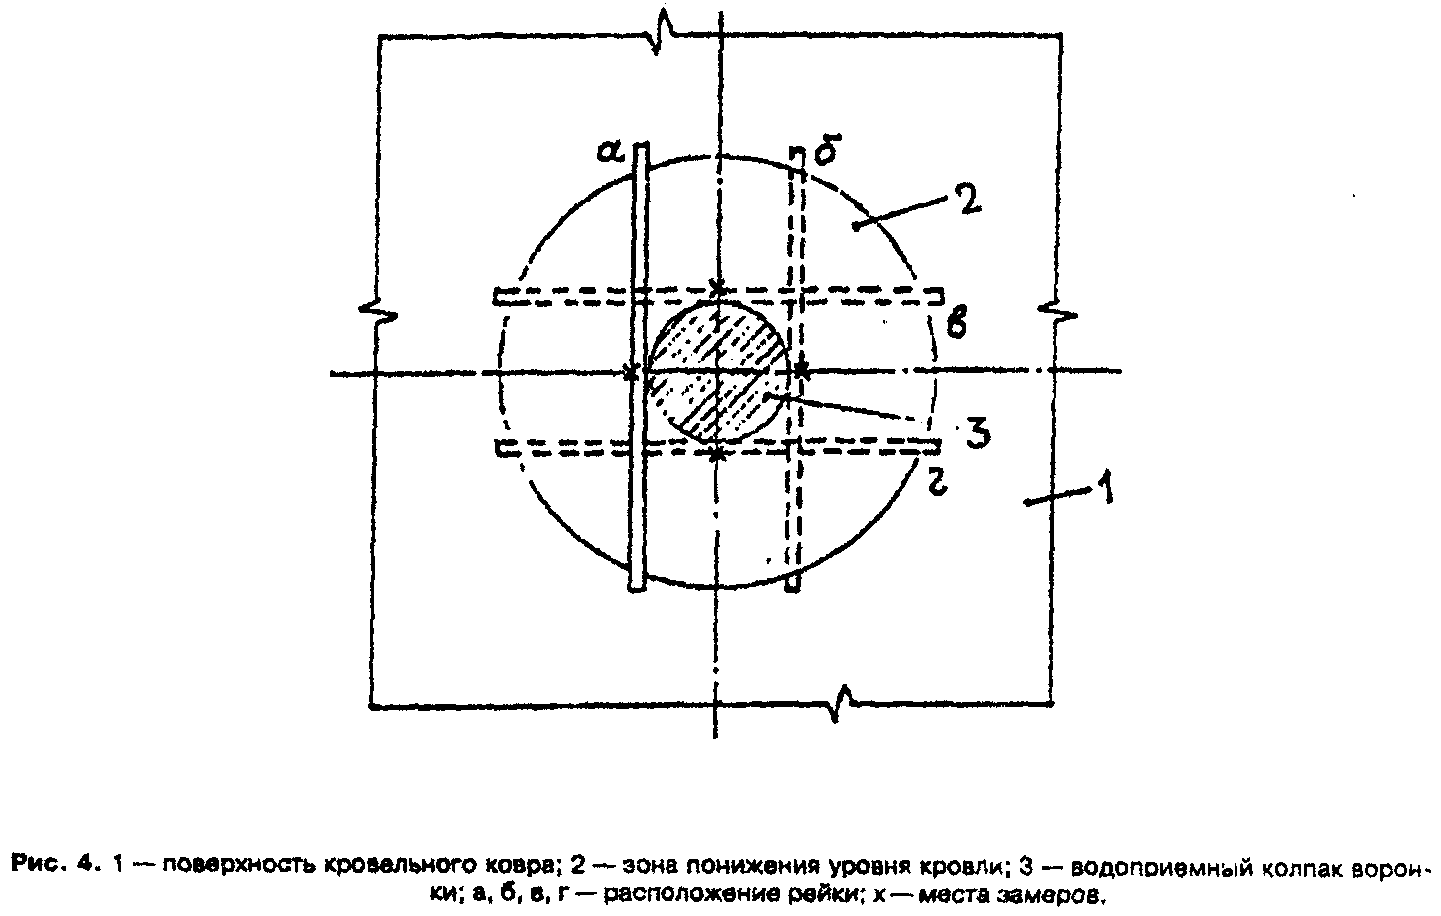 а
б
2
в
3
г
1
Рис. 4. 1 — поверхность кровельного ковра; 2 — зона понижения уровня кровли; 3 — водоприемный колпак ворон-
ки; а, б, в, г — расположение рейки; х — места замеров.